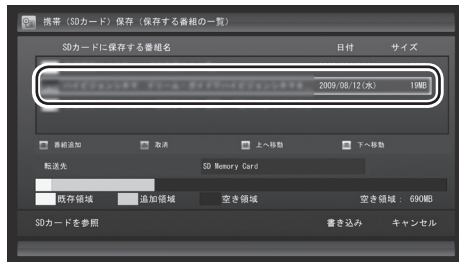 携帯（SDカード）保存（保存する番組の一覧）
SDカードに保存する番組名 日付 サイズ
2009/08/12(水) 19MB
番組追加 取消 上へ移動 下へ移動
転送先 SD Memory Card
既存領域 追加領域 空き領域 空き領域： 690MB
SDカードを参照 書き込み キャンセル